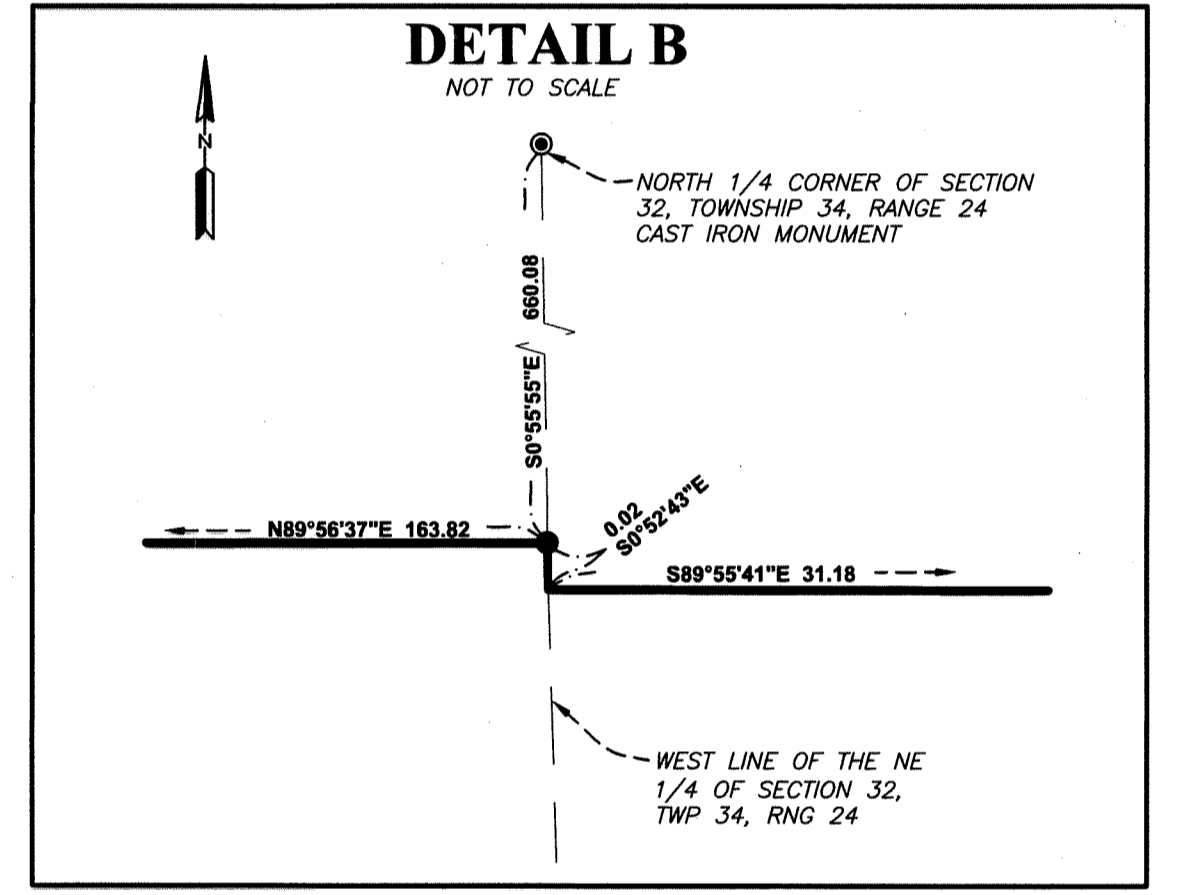 DETAIL B
NOT TO SCALE
N
NORTH 1/4 CORNER OF SECTION
32, TOWNSHIP 34, RANGE 24
CAST IRON MONUMENT
S0°55'55"E 660.08
N89°56'37"E 163.82
0.02
S0°52'43"E
S89°55'41"E 31.18
WEST LINE OF THE NE
1/4 OF SECTION 32,
TWP 34, RNG 24